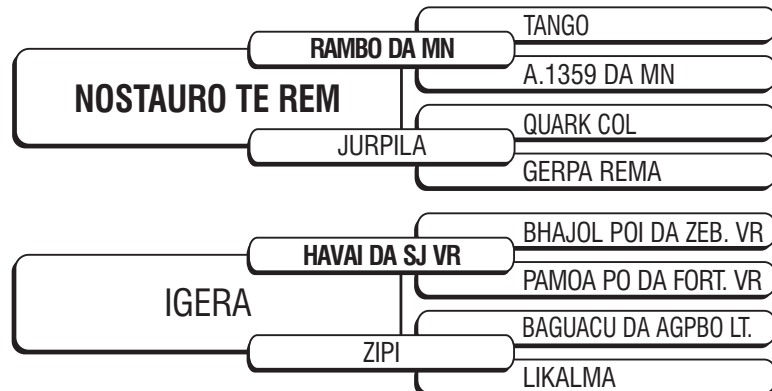 TANGO
RAMBO DA MN
A.1359 DA MN
NOSTAURO TE REM
QUARK COL
JURPILA
GERPA REMA
BHAJOL POI DA ZEB. VR
HAVAI DA SJ VR
PAMOA PO DA FORT. VR
IGERA
BAGUACU DA AGPBO LT.
ZIPI
LIKALMA